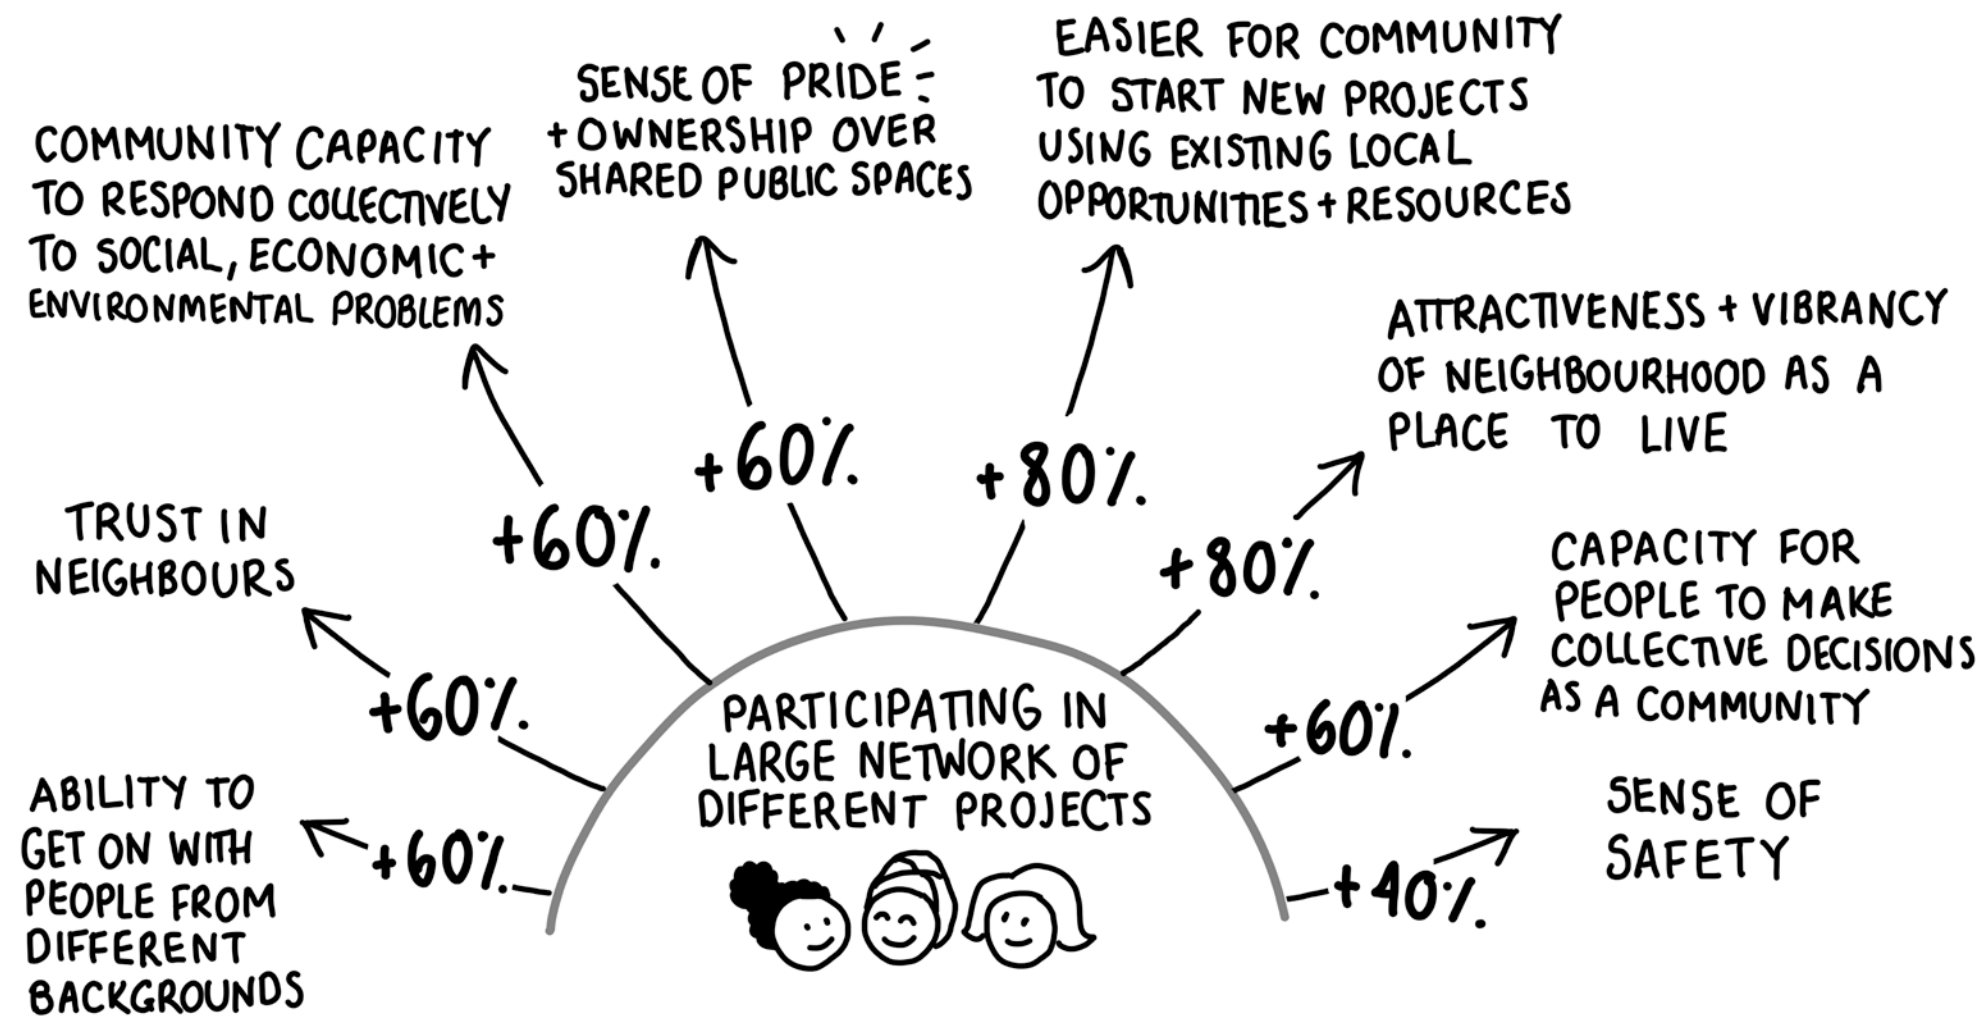 COMMUNITY CAPACITY
TO RESPOND COLLECTIVELY
TO SOCIAL, ECONOMIC +
ENVIRONMENTAL PROBLEMS
SENSE OF PRIDE
+ OWNERSHIP OVER
SHARED PUBLIC SPACES
EASIER FOR COMMUNITY
TO START NEW PROJECTS
USING EXISTING LOCAL
OPPORTUNITIES + RESOURCES
ATTRACTIVENESS + VIBRANCY
OF NEIGHBOURHOOD AS A
PLACE TO LIVE
TRUST IN
NEIGHBOURS
+60%
+60%
+80%
+80%
CAPACITY FOR
PEOPLE TO MAKE
COLLECTIVE DECISIONS
AS A COMMUNITY
+60%
+60%
ABILITY TO
GET ON WITH
PEOPLE FROM
DIFFERENT
BACKGROUNDS
+60%
PARTICIPATING IN
LARGE NETWORK OF
DIFFERENT PROJECTS
+40%
SENSE OF
SAFETY